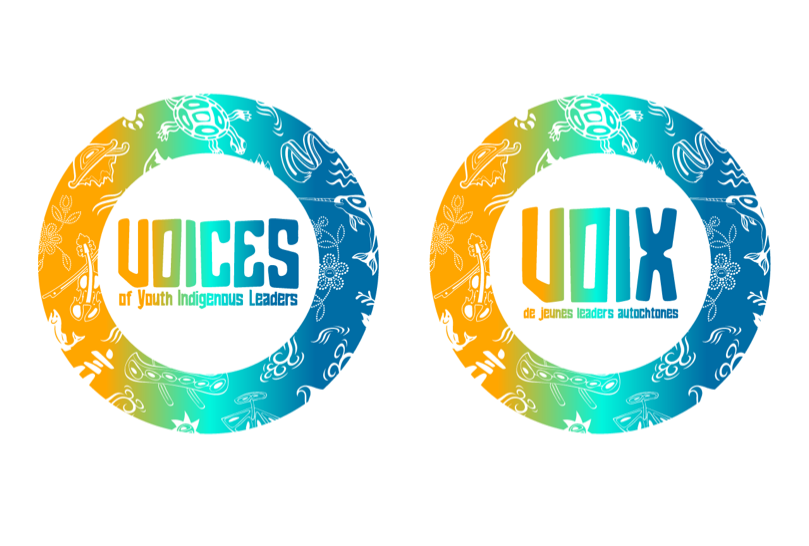 VOICES
of Youth Indigenous Leaders
VOIX
de jeunes leaders autochtones